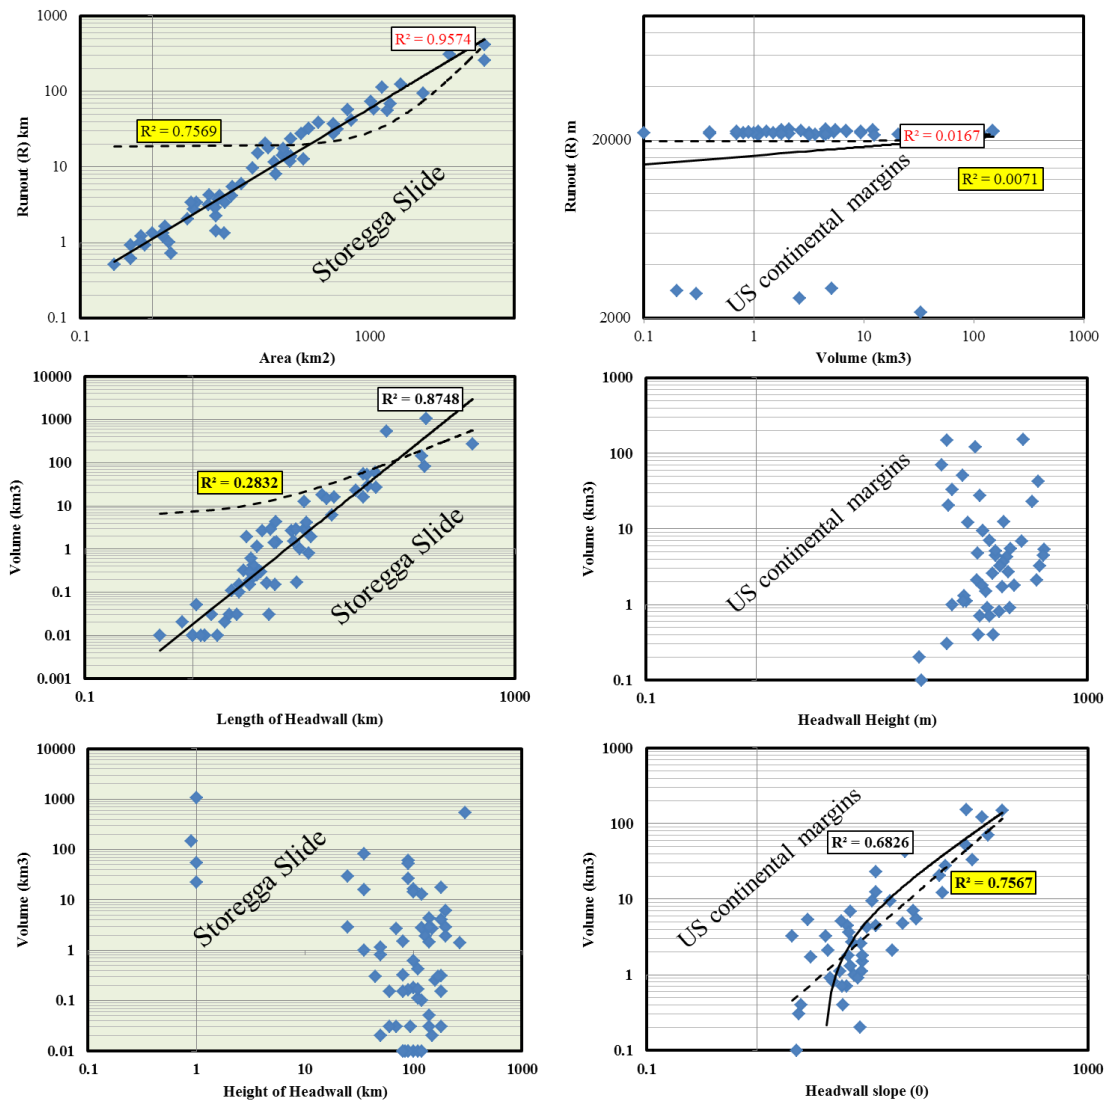 1000
100
10
1
0.1
0.1
1000
Runout (R) km
Area (km2)
R² = 0.9574
R² = 0.7569
Storegga Slide
20000
2000
0.1
1
10
100
1000
Runout (R) m
Volume (km3)
R² = 0.0167
R² = 0.0071
US continental margins
10000
1000
100
10
1
0.1
0.01
0.001
0.1
1000
Volume (km3)
Length of Headwall (km)
R² = 0.8748
R² = 0.2832
Storegga Slide
1000
100
10
1
0.1
0.1
1000
Volume (km3)
Headwall Height (m)
US continental margins
10000
1000
100
10
1
0.1
0.01
0.1
1
10
100
1000
Volume (km3)
Height of Headwall (km)
Storegga Slide
1000
100
10
1
0.1
0.1
1000
Volume (km3)
Headwall slope (0)
R² = 0.6826
R² = 0.7567
US continental margins